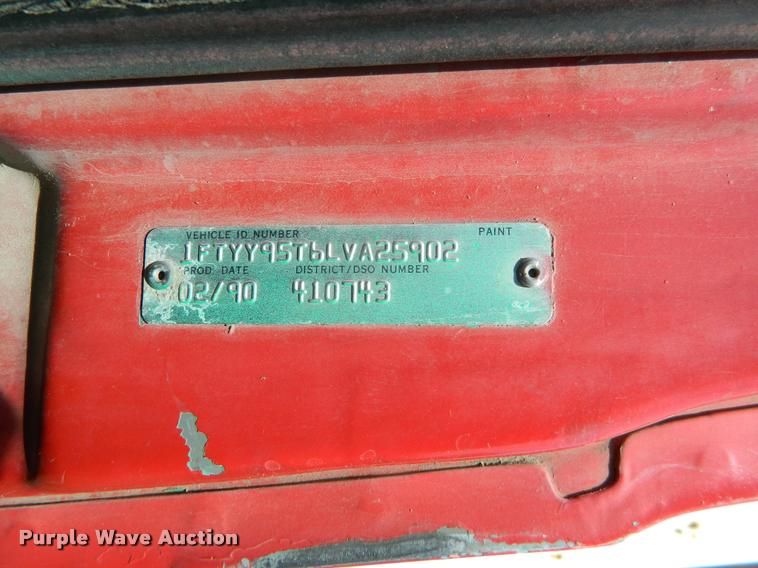 VEHICLE ID NUMBER PAINT
1FTYY95T6LVA25902
PROD. DATE DISTRICT/DSO NUMBER
02/90 410743
Purple Wave Auction®